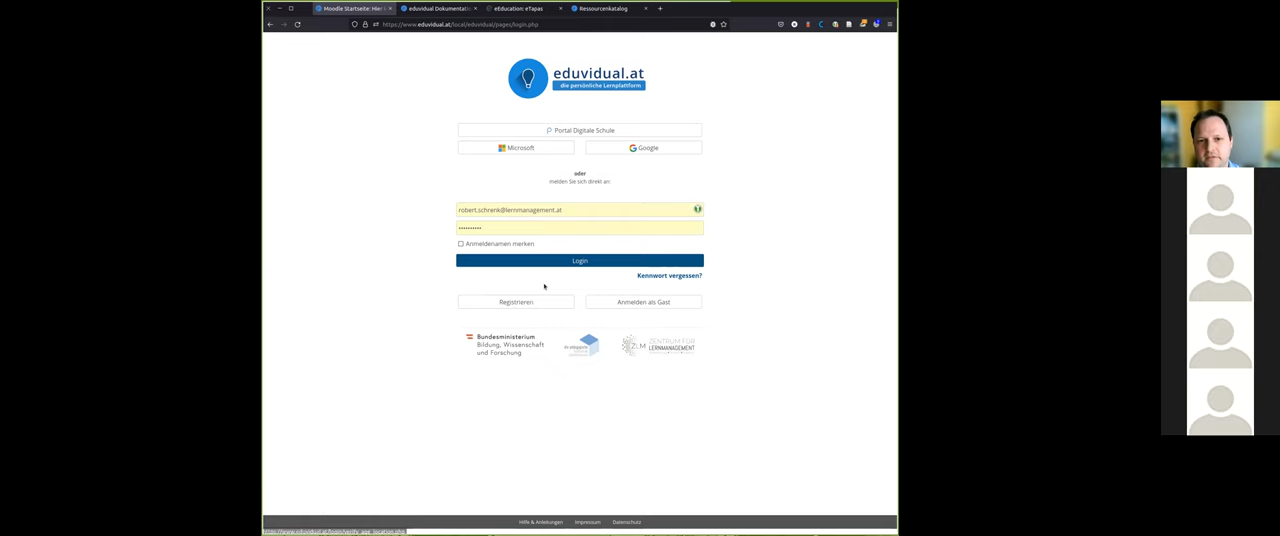 Moodle Startseite: Hier l
eduvidual Dokumentati
eEducation: eTapas
Ressourcenkatalog
https://www.eduvidual.at/local/eduvidual/pages/login.php
eduvidual.at
die persönliche Lernplattform
Portal Digitale Schule
Microsoft
Google
oder
melden Sie sich direkt an:
robert.schrenk@lernmanagement.at
••••••••••
Anmeldenamen merken
Login
Kennwort vergessen?
Registrieren
Anmelden als Gast
Bundesministerium
Bildung, Wissenschaft
und Forschung
ZLM
ZENTRUM FÜR
LERNMANAGEMENT
Hilfe & Anleitungen
Impressum
Datenschutz